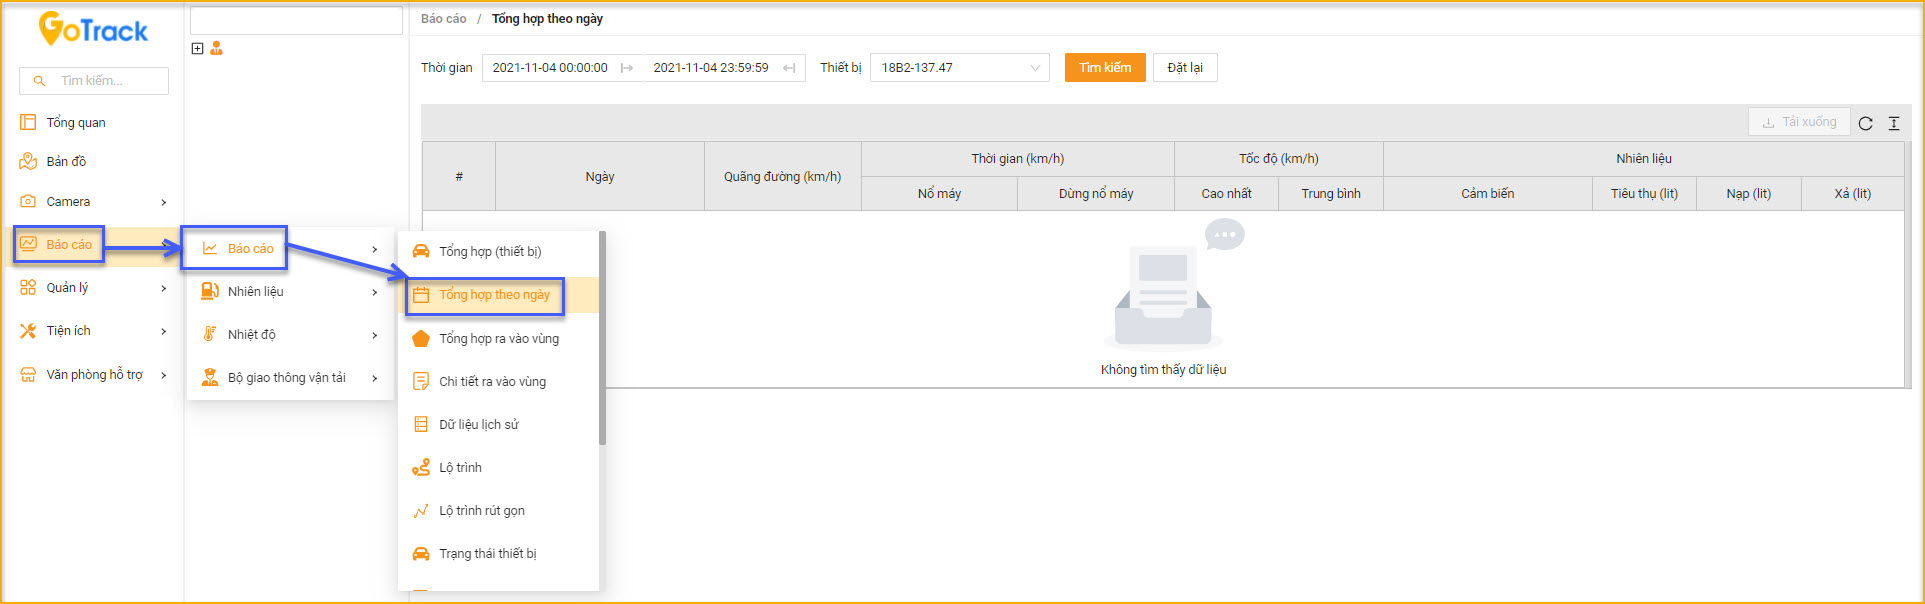 GoTrack
Tìm kiếm...
Tổng quan
Bản đồ
Camera
Báo cáo
Quản lý
Tiện ích
Văn phòng hỗ trợ
Báo cáo
Nhiên liệu
Nhiệt độ
Bộ giao thông vận tải
Tổng hợp (thiết bị)
Tổng hợp theo ngày
Tổng hợp ra vào vùng
Chi tiết ra vào vùng
Dữ liệu lịch sử
Lộ trình
Lộ trình rút gọn
Trạng thái thiết bị
Báo cáo / Tổng hợp theo ngày
Thời gian 2021-11-04 00:00:00 2021-11-04 23:59:59 Thiết bị 18B2-137.47 Tìm kiếm Đặt lại
Tải xuống
# Ngày Quãng đường (km/h) Thời gian (km/h) Tốc độ (km/h) Nhiên liệu
Nổ máy Dừng nổ máy Cao nhất Trung bình Cảm biến Tiêu thụ (lit) Nạp (lit) Xả (lit)
Không tìm thấy dữ liệu